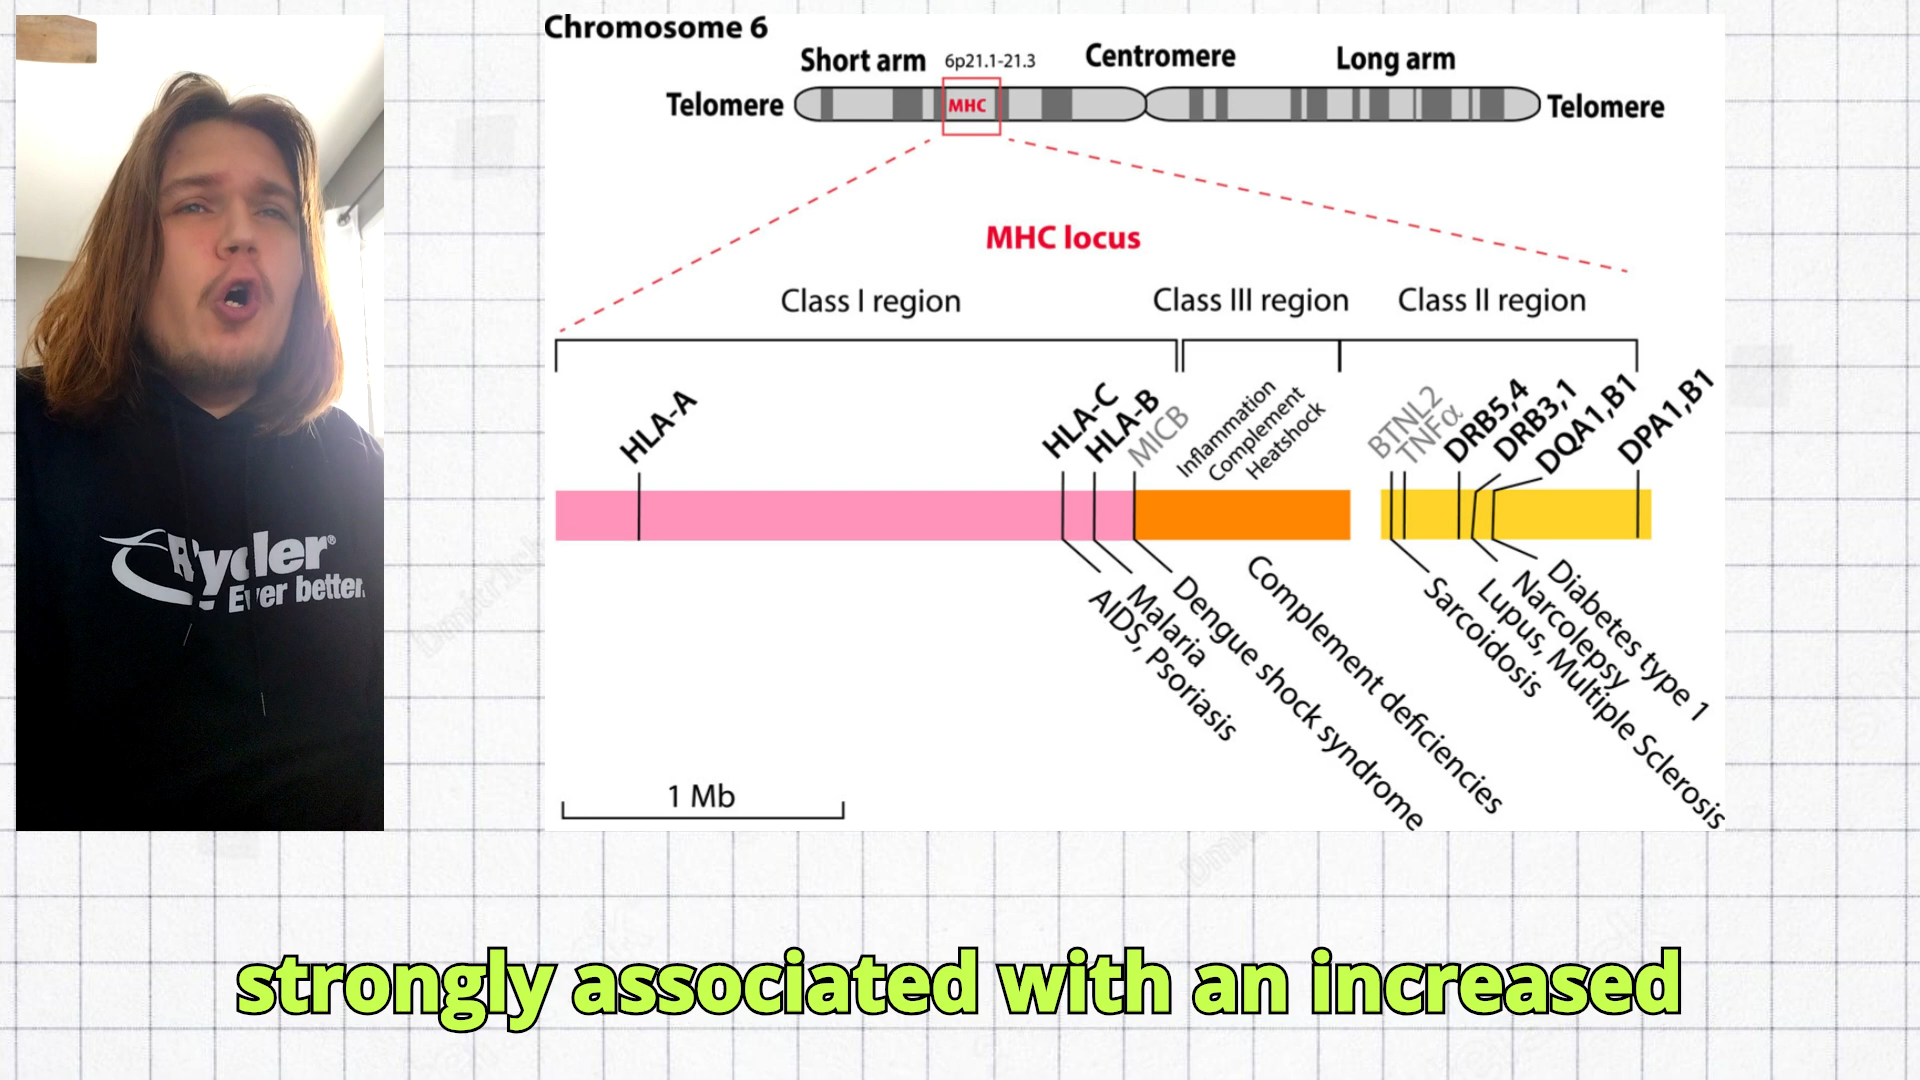 Chromosome 6
Short arm
6p21.1-21.3
Centromere
Long arm
Telomere
MHC
Telomere
MHC locus
Class I region
Class III region
Class II region
HLA-A
HLA-C
HLA-B
MICB
Inflammation
Complement
Heatshock
BTNL2
TNFα
DRB5,4
DRB3,1
DQA1,B1
DPA1,B1
AIDS, Psoriasis
Malaria
Dengue shock syndrome
Complement deficiencies
Sarcoidosis
Lupus, Multiple Sclerosis
Narcolepsy
Diabetes type 1
1 Mb
Ever better.
strongly associated with an increased